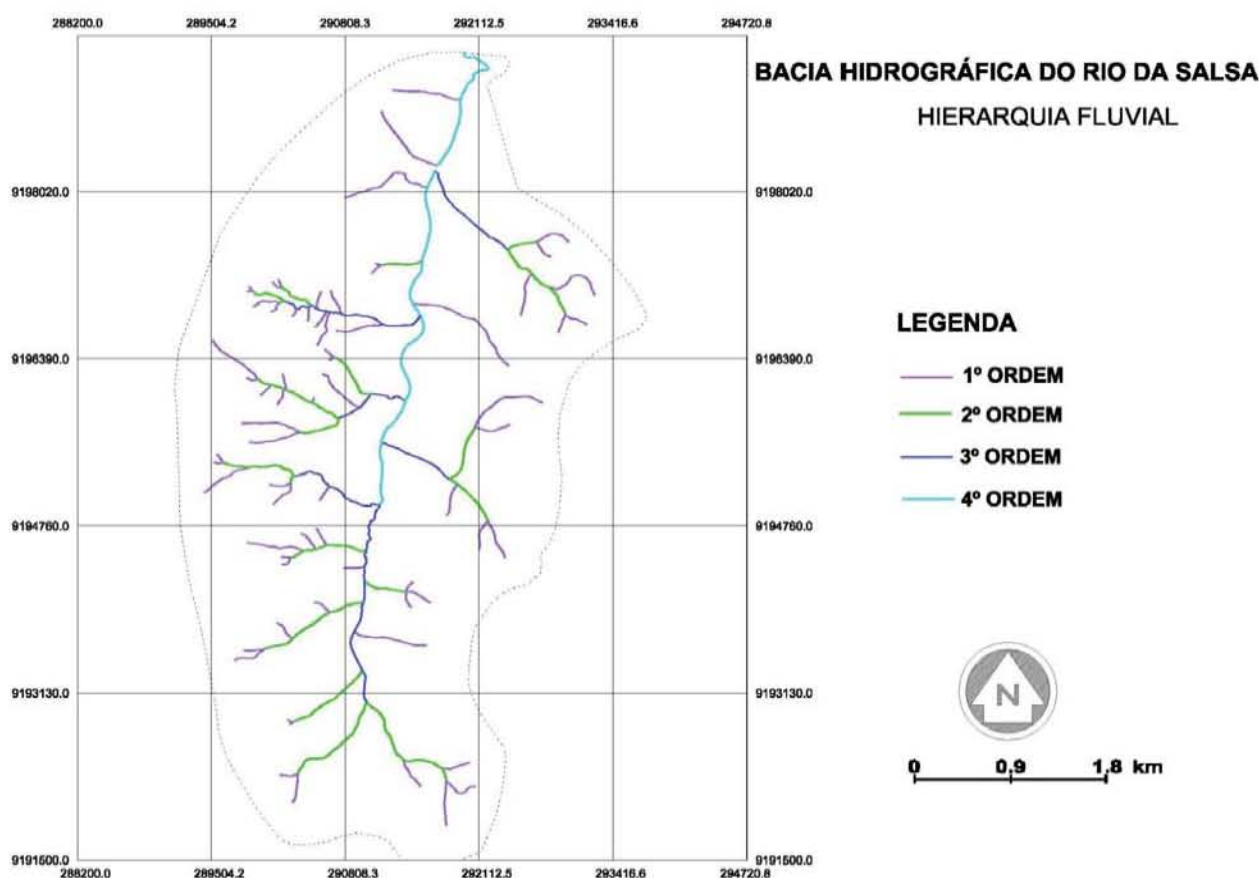 288200.0 289504.2 290808.3 292112.5 293416.6 294720.8
BACIA HIDROGRÁFICA DO RIO DA SALSA
HIERARQUIA FLUVIAL
9198020.0 9198020.0
9196390.0 9196390.0
LEGENDA
1º ORDEM
2º ORDEM
3º ORDEM
4º ORDEM
9194760.0 9194760.0
9193130.0 9193130.0
N
0 0,9 1,8 km
9191500.0 9191500.0
288200.0 289504.2 290808.3 292112.5 293416.6 294720.8